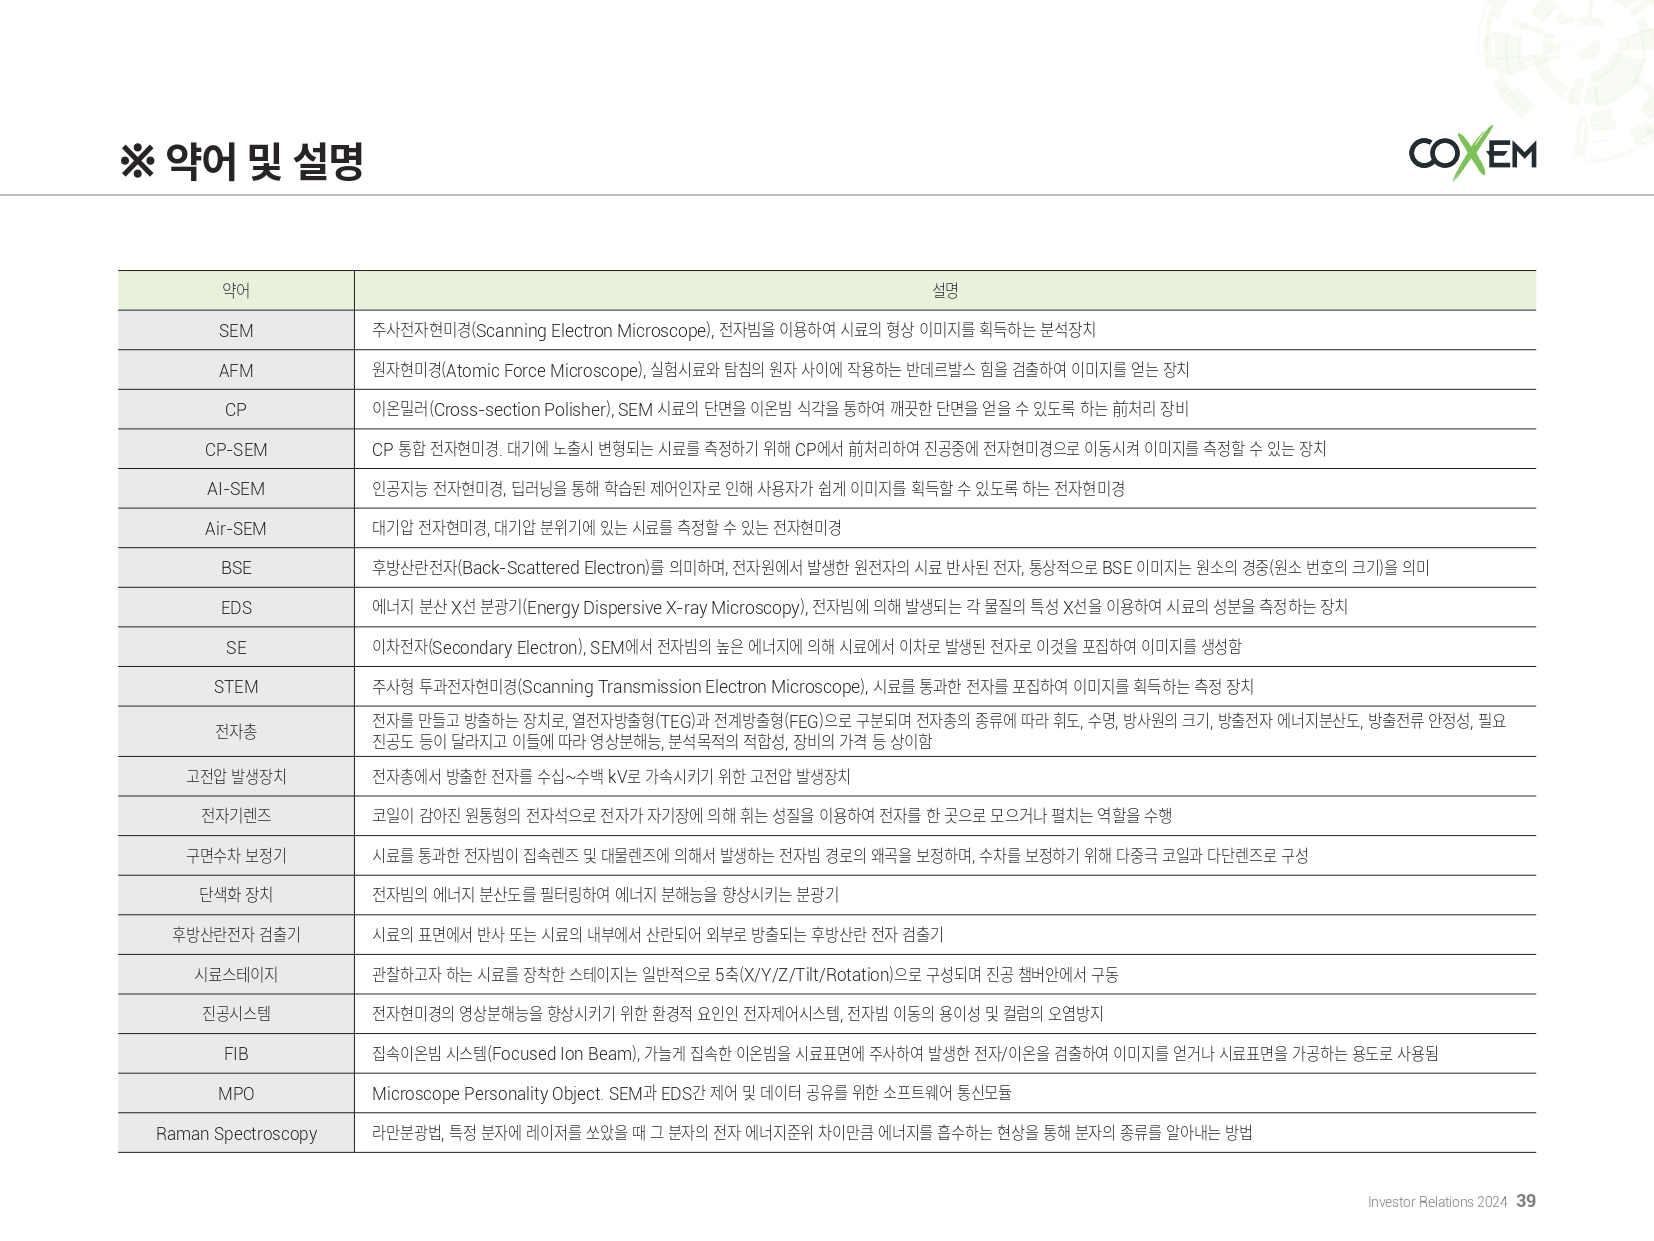 ※ 약어 및 설명
COXEM
약어 설명
SEM 주사전자현미경(Scanning Electron Microscope), 전자빔을 이용하여 시료의 형상 이미지를 획득하는 분석장치
AFM 원자현미경(Atomic Force Microscope), 실험시료와 탐침의 원자 사이에 작용하는 반데르발스 힘을 검출하여 이미지를 얻는 장치
CP 이온밀러(Cross-section Polisher), SEM 시료의 단면을 이온빔 식각을 통하여 깨끗한 단면을 얻을 수 있도록 하는 前처리 장비
CP-SEM CP 통합 전자현미경. 대기에 노출시 변형되는 시료를 측정하기 위해 CP에서 前처리하여 진공중에 전자현미경으로 이동시켜 이미지를 측정할 수 있는 장치
AI-SEM 인공지능 전자현미경, 딥러닝을 통해 학습된 제어인자로 인해 사용자가 쉽게 이미지를 획득할 수 있도록 하는 전자현미경
Air-SEM 대기압 전자현미경, 대기압 분위기에 있는 시료를 측정할 수 있는 전자현미경
BSE 후방산란전자(Back-Scattered Electron)를 의미하며, 전자원에서 발생한 원전자의 시료 반사된 전자, 통상적으로 BSE 이미지는 원소의 경중(원소 번호의 크기)을 의미
EDS 에너지 분산 X선 분광기(Energy Dispersive X-ray Microscopy), 전자빔에 의해 발생되는 각 물질의 특성 X선을 이용하여 시료의 성분을 측정하는 장치
SE 이차전자(Secondary Electron), SEM에서 전자빔의 높은 에너지에 의해 시료에서 이차로 발생된 전자로 이것을 포집하여 이미지를 생성함
STEM 주사형 투과전자현미경(Scanning Transmission Electron Microscope), 시료를 통과한 전자를 포집하여 이미지를 획득하는 측정 장치
전자총 전자를 만들고 방출하는 장치로, 열전자방출형(TEG)과 전계방출형(FEG)으로 구분되며 전자총의 종류에 따라 휘도, 수명, 방사원의 크기, 방출전자 에너지분산도, 방출전류 안정성, 필요
진공도 등이 달라지고 이들에 따라 영상분해능, 분석목적의 적합성, 장비의 가격 등 상이함
고전압 발생장치 전자총에서 방출한 전자를 수십~수백 kV로 가속시키기 위한 고전압 발생장치
전자기렌즈 코일이 감아진 원통형의 전자석으로 전자가 자기장에 의해 휘는 성질을 이용하여 전자를 한 곳으로 모으거나 펼치는 역할을 수행
구면수차 보정기 시료를 통과한 전자빔이 집속렌즈 및 대물렌즈에 의해서 발생하는 전자빔 경로의 왜곡을 보정하며, 수차를 보정하기 위해 다중극 코일과 다단렌즈로 구성
단색화 장치 전자빔의 에너지 분산도를 필터링하여 에너지 분해능을 향상시키는 분광기
후방산란전자 검출기 시료의 표면에서 반사 또는 시료의 내부에서 산란되어 외부로 방출되는 후방산란 전자 검출기
시료스테이지 관찰하고자 하는 시료를 장착한 스테이지는 일반적으로 5축(X/Y/Z/Tilt/Rotation)으로 구성되며 진공 챔버안에서 구동
진공시스템 전자현미경의 영상분해능을 향상시키기 위한 환경적 요인인 전자제어시스템, 전자빔 이동의 용이성 및 컬럼의 오염방지
FIB 집속이온빔 시스템(Focused Ion Beam), 가늘게 집속한 이온빔을 시료표면에 주사하여 발생한 전자/이온을 검출하여 이미지를 얻거나 시료표면을 가공하는 용도로 사용됨
MPO Microscope Personality Object. SEM과 EDS간 제어 및 데이터 공유를 위한 소프트웨어 통신모듈
Raman Spectroscopy 라만분광법, 특정 분자에 레이저를 쏘았을 때 그 분자의 전자 에너지준위 차이만큼 에너지를 흡수하는 현상을 통해 분자의 종류를 알아내는 방법
Investor Relations 2024 39